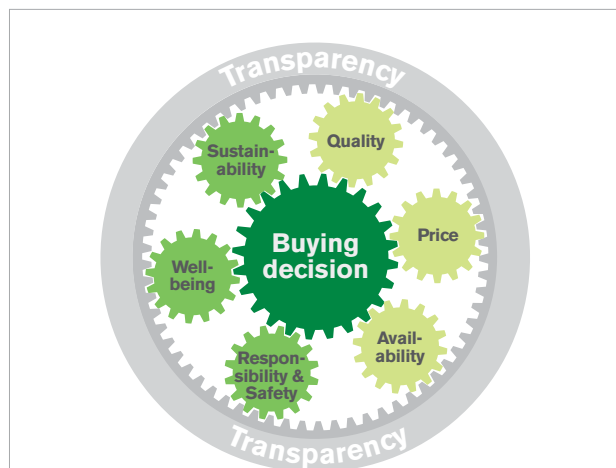 Transparency
Quality
Sustain-
ability
Price
Buying
decision
Well-
being
Avail-
ability
Respon-
sibility &
Safety
Transparency